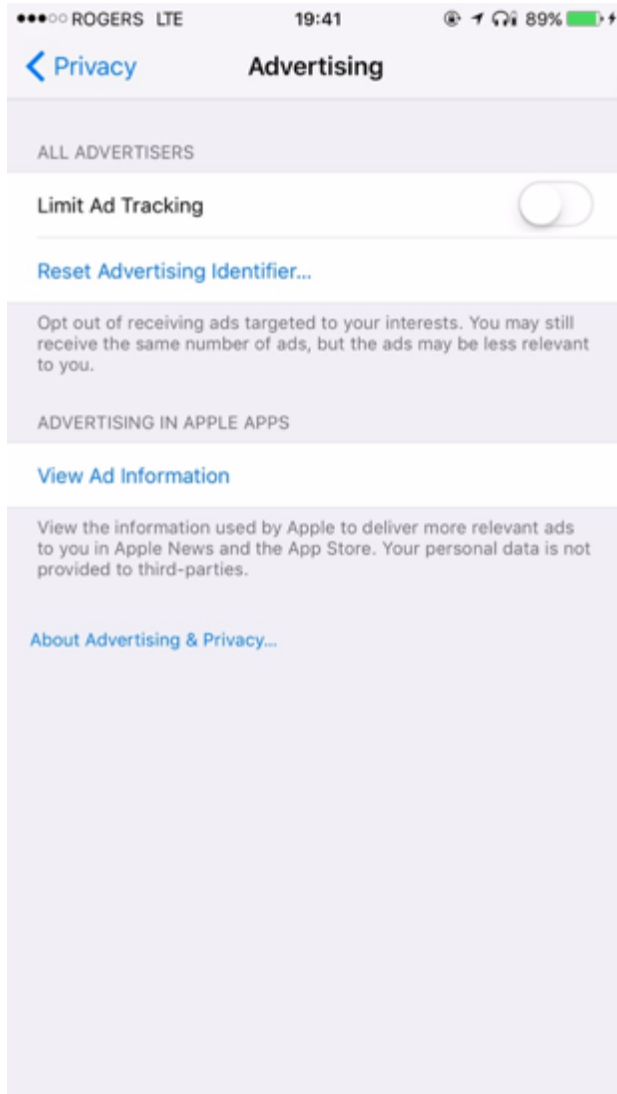 ROGERS LTE 19:41 89%
Privacy Advertising
ALL ADVERTISERS
Limit Ad Tracking
Reset Advertising Identifier...
Opt out of receiving ads targeted to your interests. You may still
receive the same number of ads, but the ads may be less relevant
to you.
ADVERTISING IN APPLE APPS
View Ad Information
View the information used by Apple to deliver more relevant ads
to you in Apple News and the App Store. Your personal data is not
provided to third-parties.
About Advertising & Privacy...